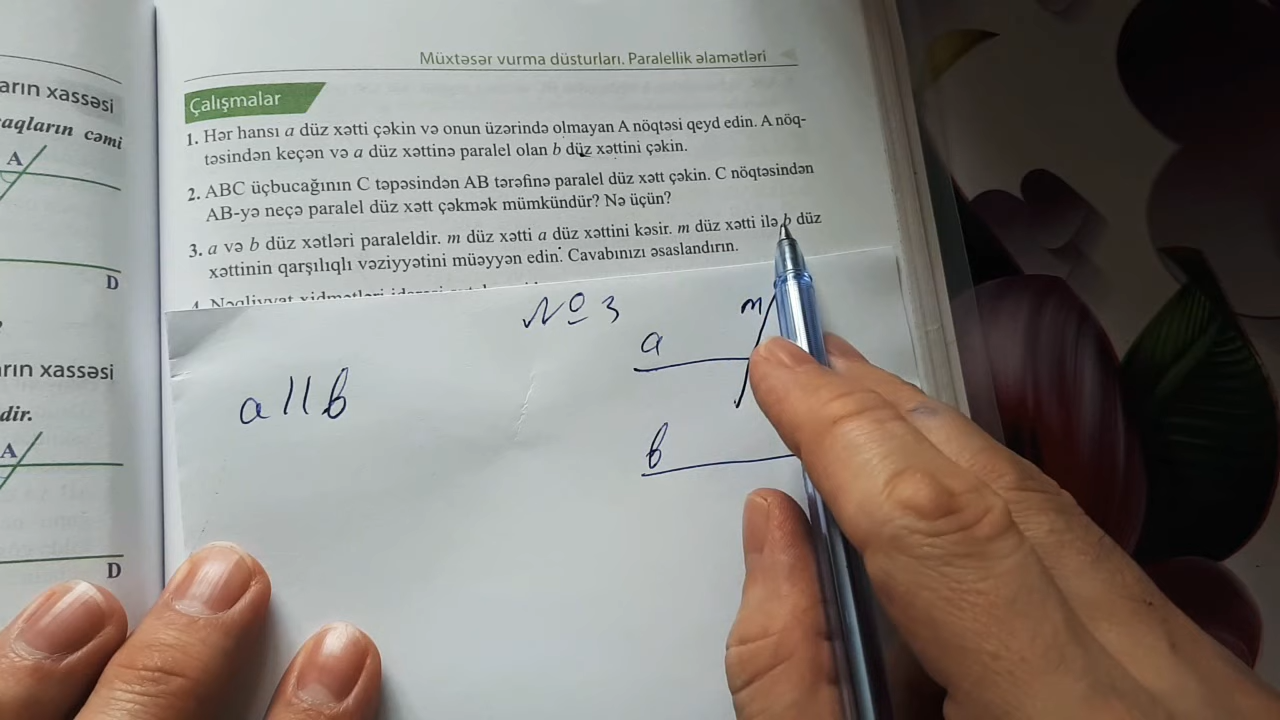 arın xassəsi
aqların cəmi
A
D
rın xassəsi
dir.
A
D
Müxtəsər vurma düsturları. Paralellik əlamətləri
Çalışmalar
1. Hər hansı a düz xətti çəkin və onun üzərində olmayan A nöqtəsi qeyd edin. A nöq-
təsindən keçən və a düz xəttinə paralel olan b düz xəttini çəkin.
2. ABC üçbucağının C təpəsindən AB tərəfinə paralel düz xətt çəkin. C nöqtəsindən
AB-yə neçə paralel düz xətt çəkmək mümkündür? Nə üçün?
3. a və b düz xətləri paraleldir. m düz xətti a düz xəttini kəsir. m düz xətti ilə b düz
xəttinin qarşılıqlı vəziyyətini müəyyən edin. Cavabınızı əsaslandırın.
№ 3
m
a
a || b
b